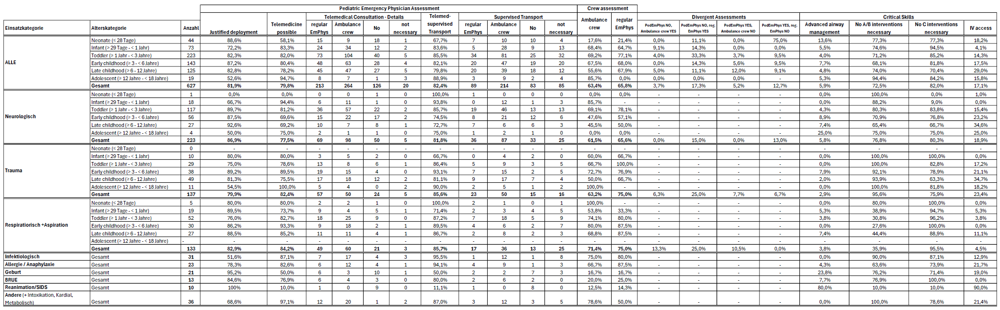 Pediatric Emergency Physician Assessment Crew assessment
Telemedical Consultation - Details Telemed-supervised Transport Supervised Transport Ambulance crew regular EmPhys Divergent Assessments Critical Skills
Einsatzkategorie Alterskategorie Anzahl Justified deployment Telemedicine possible regular EmPhys Ambulance crew No not necessary regular EmPhys Ambulance crew No not necessary PedEmPhys NO, Ambulance crew YES PedEmPhys NO, reg. EmPhys YES PedEmPhys YES, Ambulance crew NO PedEmPhys YES, reg. EmPhys NO Advanced airway management No A/B interventions necessary No C interventions necessary IV access
ALLE
Neonate (≤ 28 Tage) 44 88,6% 58,1% 15 9 18 1 67,7% 7 10 10 4 17,6% 21,4% 0,0% 11,1% 0,0% 75,0% 13,6% 77,3% 77,3% 18,2%
Infant (≥ 29 Tage - < 1 Jahr) 73 72,2% 83,3% 24 34 12 2 83,6% 5 28 9 13 68,4% 64,7% 9,1% 14,3% 0,0% 0,0% 5,5% 74,6% 94,5% 4,1%
Toddler (≥ 1 Jahr - < 3 Jahre) 223 82,3% 82,0% 73 104 40 5 85,5% 34 81 25 32 69,2% 77,1% 4,0% 33,3% 3,7% 9,5% 4,0% 71,2% 85,2% 14,3%
Early childhood (≥ 3 - < 6 Jahre) 143 87,2% 80,4% 48 63 28 4 82,1% 20 47 19 20 67,5% 68,0% 0,0% 14,3% 5,6% 9,5% 7,7% 68,1% 81,8% 17,5%
Late childhood (≥ 6 - 12 Jahre) 125 82,8% 78,2% 45 47 27 5 79,8% 20 39 18 12 55,6% 67,9% 5,0% 11,1% 12,0% 9,1% 4,8% 74,0% 70,4% 29,0%
Adolescent (≥ 12 Jahre - < 18 Jahre) 19 52,6% 94,7% 8 7 1 3 88,9% 3 9 2 4 85,7% 0,0% 0,0% 0,0% 0,0% - 5,3% 94,4% 84,2% 15,8%
Gesamt 627 81,9% 79,8% 213 264 126 20 82,4% 89 214 83 85 63,4% 65,8% 3,7% 17,3% 5,2% 12,7% 5,9% 72,5% 82,0% 17,1%
Neurologisch
Neonate (≤ 28 Tage) 1 0,0% 0,0% 0 0 1 0 100,0% 1 0 0 0 0,0% 0,0% - - - - 0,0% 100,0% 0,0% 1,0%
Infant (≥ 29 Tage - < 1 Jahr) 18 66,7% 94,4% 6 11 1 0 93,8% 0 12 1 3 85,7% - - - - - 0,0% 88,2% 9,0% 0,0%
Toddler (≥ 1 Jahr - < 3 Jahre) 117 89,7% 81,2% 36 57 22 2 85,7% 19 46 13 13 69,1% 78,1% - - - - 4,3% 80,3% 83,8% 15,4%
Early childhood (≥ 3 - < 6 Jahre) 56 87,5% 69,6% 15 22 17 2 74,5% 8 21 12 6 47,6% 57,1% - - - - 8,9% 70,9% 76,8% 23,2%
Late childhood (≥ 6 - 12 Jahre) 27 92,6% 69,2% 10 7 8 1 72,7% 7 6 6 3 45,5% 50,0% - - - - 7,4% 65,4% 66,7% 34,6%
Adolescent (≥ 12 Jahre - < 18 Jahre) 4 50,0% 75,0% 2 1 1 0 75,0% 1 2 1 0 0,0% 0,0% - - - - 25,0% 75,0% 75,0% 25,0%
Gesamt 223 86,9% 77,5% 69 98 50 5 81,8% 36 87 33 25 61,5% 65,6% 0,0% 15,0% 0,0% 13,0% 5,8% 76,8% 80,3% 18,9%
Trauma
Neonate (≤ 28 Tage) 0 - - - - - - - - - - - - - - - - - - - - -
Infant (≥ 29 Tage - < 1 Jahr) 10 80,0% 80,0% 3 5 2 0 66,7% 0 4 2 0 60,0% 66,7% - - - - 0,0% 100,0% 100,0% 0,0%
Toddler (≥ 1 Jahr - < 3 Jahre) 29 75,0% 78,6% 13 8 6 1 86,4% 5 9 3 5 66,7% 100,0% - - - - 0,0% 100,0% 82,8% 17,2%
Early childhood (≥ 3 - < 6 Jahre) 38 89,2% 89,5% 19 15 4 0 93,1% 7 15 2 5 72,7% 76,9% - - - - 7,9% 92,1% 78,9% 21,1%
Late childhood (≥ 6 - 12 Jahre) 49 81,3% 75,5% 17 18 12 2 81,1% 9 17 7 4 50,0% 66,7% - - - - 2,0% 93,9% 63,3% 34,7%
Adolescent (≥ 12 Jahre - < 18 Jahre) 11 54,5% 100,0% 5 4 0 2 90,0% 2 5 1 2 100,0% - - - - - 0,0% 100,0% 81,8% 18,2%
Gesamt 137 79,9% 82,4% 57 50 24 5 85,6% 23 50 15 16 63,2% 75,0% 6,3% 25,0% 7,7% 6,7% 2,9% 95,6% 75,9% 23,4%
Respiratiorisch +Aspiration
Neonate (≤ 28 Tage) 5 80,0% 80,0% 2 2 1 0 100,0% 2 1 0 1 100,0% - - - - - 0,0% 80,0% 100,0% 0,0%
Infant (≥ 29 Tage - < 1 Jahr) 19 89,5% 73,7% 9 4 5 1 71,4% 2 3 4 5 53,8% 33,3% - - - - 5,3% 38,9% 94,7% 5,3%
Toddler (≥ 1 Jahr - < 3 Jahre) 52 76,0% 82,7% 18 25 9 0 87,2% 7 18 5 9 74,1% 80,0% - - - - 3,8% 30,8% 96,2% 3,8%
Early childhood (≥ 3 - < 6 Jahre) 30 86,2% 93,3% 9 18 2 1 89,5% 4 6 2 7 80,0% 87,5% - - - - 0,0% 27,6% 100,0% 0,0%
Late childhood (≥ 6 - 12 Jahre) 27 88,5% 85,2% 11 11 4 1 86,7% 2 8 2 3 68,8% 87,5% - - - - 7,4% 44,4% 88,9% 11,1%
Adolescent (≥ 12 Jahre - < 18 Jahre) - - - - - - - - - - - - - - - - - - - - - -
Gesamt 133 82,9% 84,2% 49 60 21 3 85,7% 17 36 13 25 71,4% 75,0% 13,3% 25,0% 10,5% 0,0% 3,8% 35,9% 95,5% 4,5%
Infektiologisch Gesamt 31 51,6% 87,1% 7 17 4 3 95,5% 1 12 1 8 75,0% 80,0% - - - - 0,0% 90,0% 87,1% 12,9%
Allergie / Anaphylaxie Gesamt 23 78,3% 82,6% 6 12 4 1 94,1% 4 9 1 3 66,7% 87,5% - - - - 4,3% 63,6% 73,9% 21,7%
Geburt Gesamt 21 95,2% 50,0% 6 3 10 1 50,0% 2 2 7 3 16,7% 16,7% - - - - 23,8% 76,2% 71,4% 19,0%
BRUE Gesamt 13 84,6% 76,9% 6 4 3 0 80,0% 2 6 2 0 20,0% 25,0% - - - - 7,7% 76,9% 100,0% 0,0%
Reanimation/SIDS Gesamt 10 100% 10,0% 1 0 9 0 11,1% 1 0 8 0 12,5% 14,3% - - - - 80,0% 10,0% 10,0% 90,0%
Andere (+ Intoxikation, Kardial, Metabolisch) Gesamt 36 68,6% 97,1% 12 20 1 2 87,0% 3 12 3 5 78,6% 50,0% - - - - 0,0% 100,0% 78,6% 21,4%